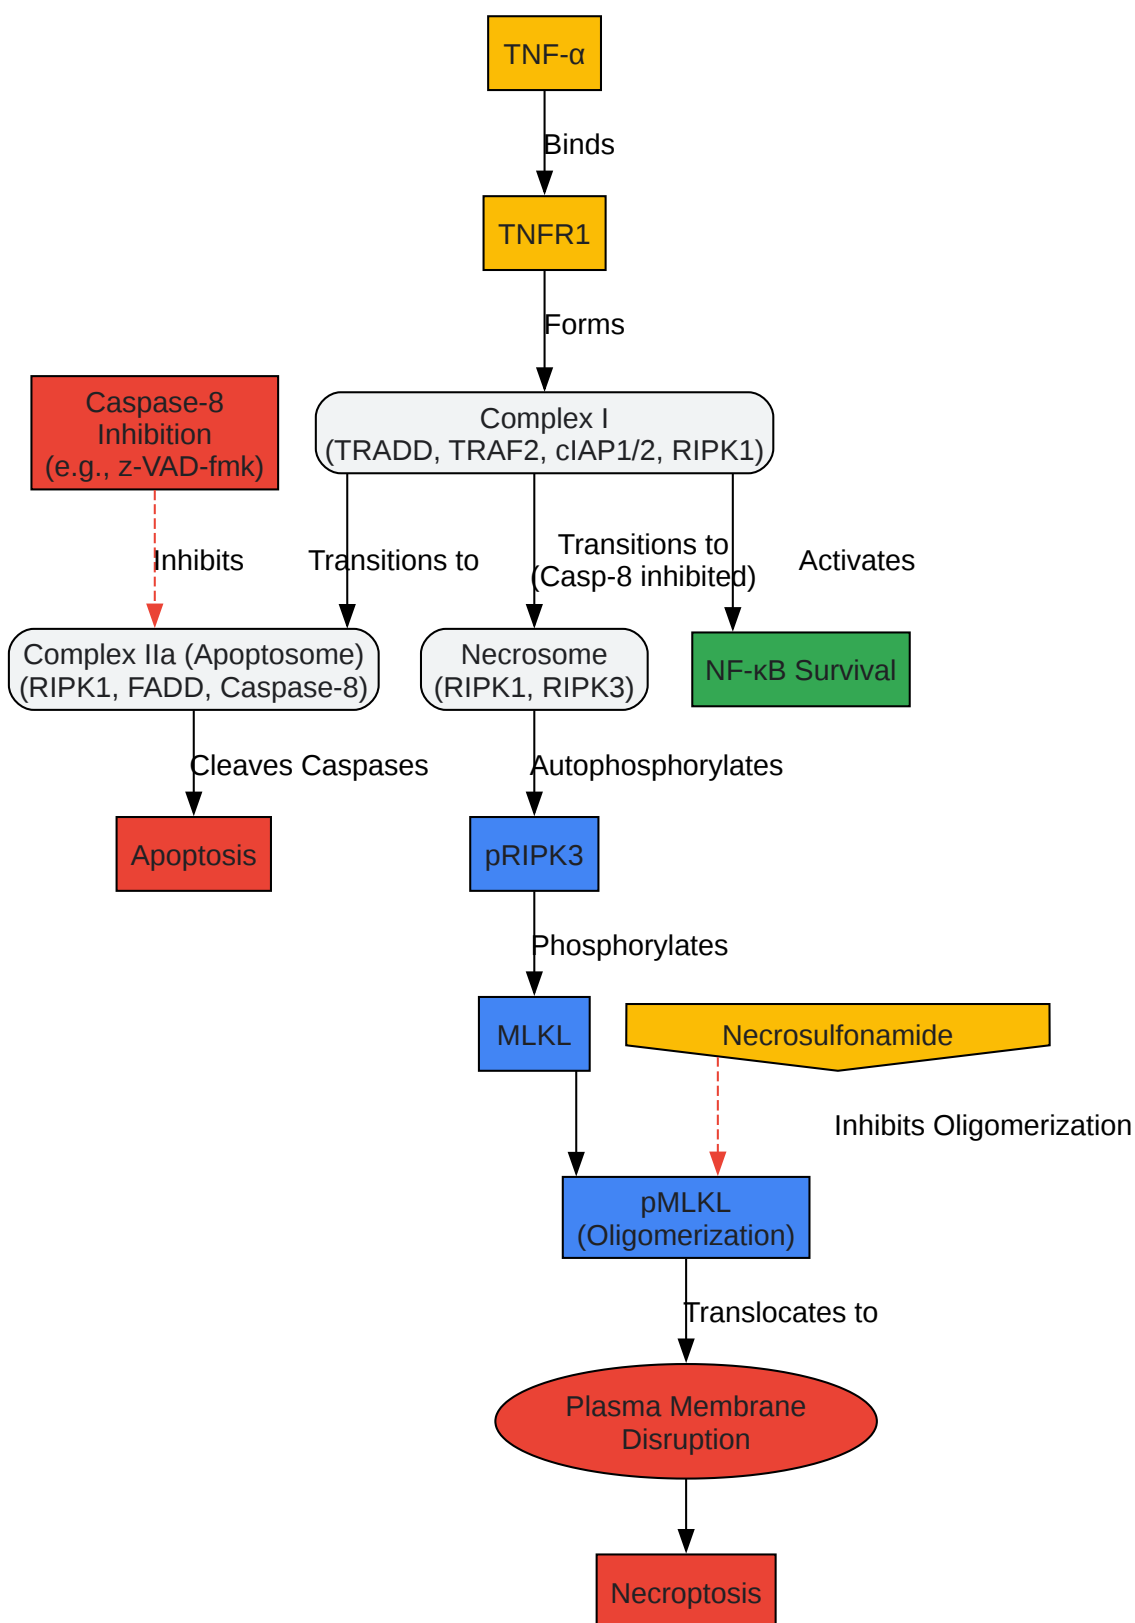 TNF-α
Binds
TNFR1
Forms
Caspase-8
Inhibition
(e.g., z-VAD-fmk)
Complex I
(TRADD, TRAF2, cIAP1/2, RIPK1)
Inhibits
Transitions to
Transitions to
(Casp-8 inhibited)
Activates
Complex IIa (Apoptosome)
(RIPK1, FADD, Caspase-8)
Necrosome
(RIPK1, RIPK3)
NF-κB Survival
Cleaves Caspases
Autophosphorylates
Apoptosis
pRIPK3
Phosphorylates
MLKL
Necrosulfonamide
Inhibits Oligomerization
pMLKL
(Oligomerization)
Translocates to
Plasma Membrane
Disruption
Necroptosis